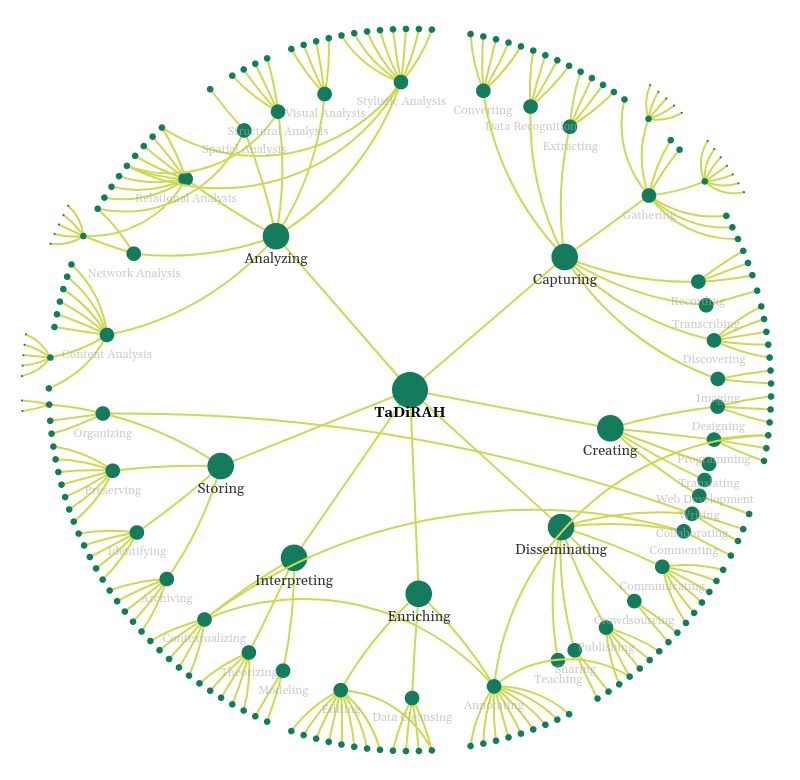 Stylistic Analysis
Converting
Visual Analysis
Data Recognition
Structural Analysis
Extracting
Spatial Analysis
Relational Analysis
Gathering
Analyzing
Network Analysis
Capturing
Recording
Transcribing
Content Analysis
Discovering
Imaging
TaDiRAH
Designing
Organizing
Creating
Programming
Translating
Storing
Preserving
Web Development
Writing
Collaborating
Identifying
Disseminating
Commenting
Interpreting
Communicating
Archiving
Enriching
Crowdsourcing
Contextualizing
Publishing
Theorizing
Sharing
Teaching
Modeling
Annotating
Editing
Data Cleansing